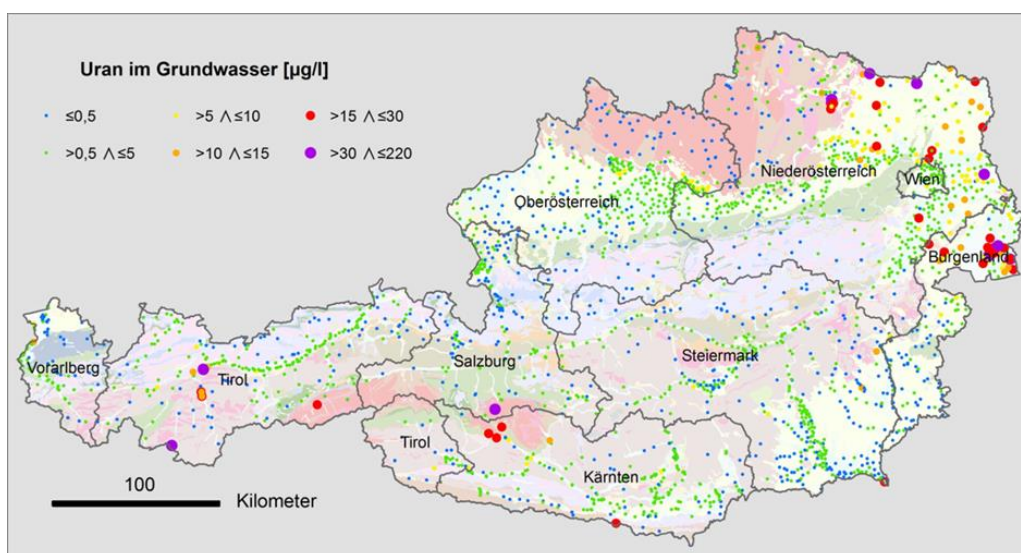 Uran im Grundwasser [µg/l]
≤0,5 >5 ∧≤10 >15 ∧≤30
>0,5 ∧≤5 >10 ∧≤15 >30 ∧≤220
Niederösterreich
Wien
Oberösterreich
Burgenland
Vorarlberg
Tirol
Salzburg
Steiermark
Tirol
Kärnten
100
Kilometer